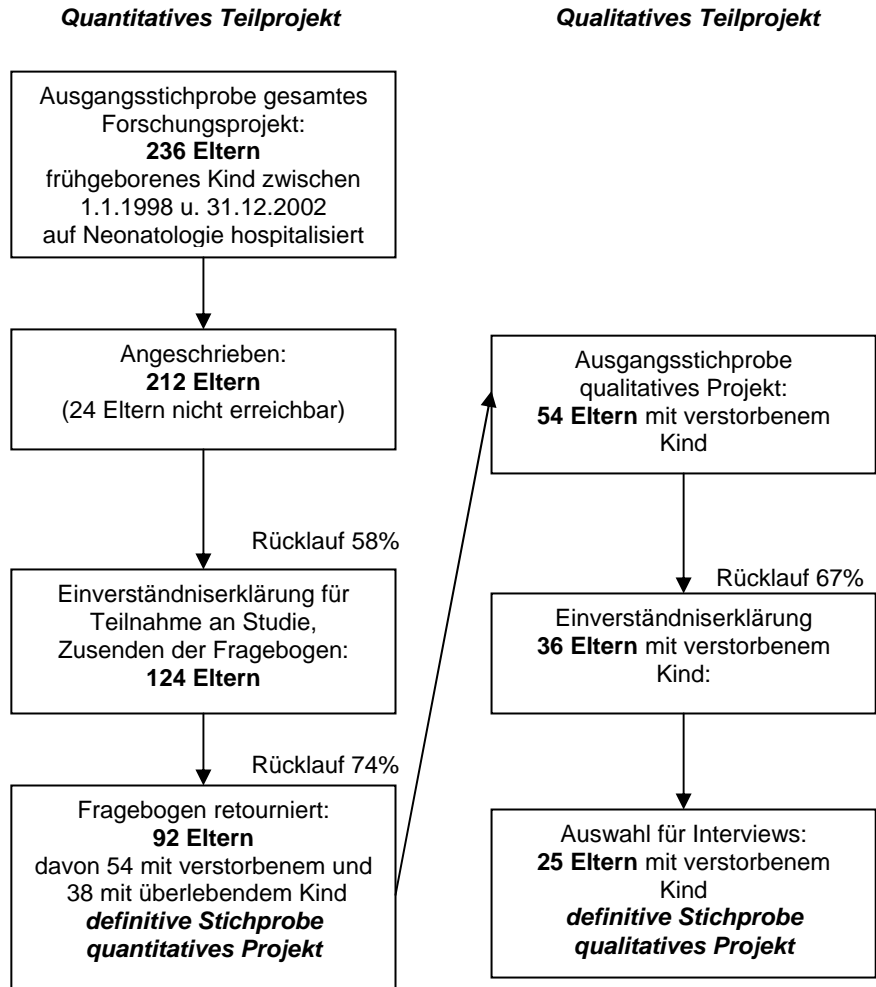 Quantitatives Teilprojekt
Ausgangsstichprobe gesamtes
Forschungsprojekt:
236 Eltern
frühgeborenes Kind zwischen
1.1.1998 u. 31.12.2002
auf Neonatologie hospitalisiert
Angeschrieben:
212 Eltern
(24 Eltern nicht erreichbar)
Rücklauf 58%
Einverständniserklärung für
Teilnahme an Studie,
Zusenden der Fragebogen:
124 Eltern
Rücklauf 74%
Fragebogen retourniert:
92 Eltern
davon 54 mit verstorbenem und
38 mit überlebendem Kind
definitive Stichprobe
quantitatives Projekt
Qualitatives Teilprojekt
Ausgangsstichprobe
qualitatives Projekt:
54 Eltern mit verstorbenem
Kind
Rücklauf 67%
Einverständniserklärung
36 Eltern mit verstorbenem
Kind:
Auswahl für Interviews:
25 Eltern mit verstorbenem
Kind
definitive Stichprobe
qualitatives Projekt